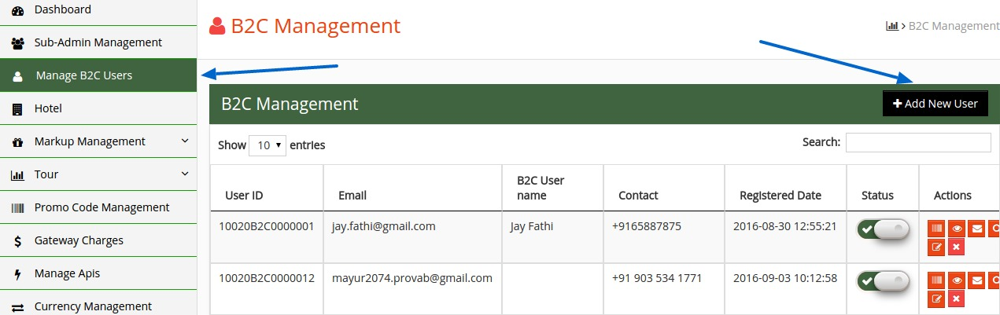 Dashboard
Sub-Admin Management
Manage B2C Users
Hotel
Markup Management
Tour
Promo Code Management
Gateway Charges
Manage Apis
Currency Management
B2C Management
> B2C Management
B2C Management
Add New User
Show 10 entries
Search:
User ID Email B2C User name Contact Registered Date Status Actions
10020B2C0000001 jay.fathi@gmail.com Jay Fathi +9165887875 2016-08-30 12:55:21
10020B2C0000012 mayur2074.provab@gmail.com +91 903 534 1771 2016-09-03 10:12:58